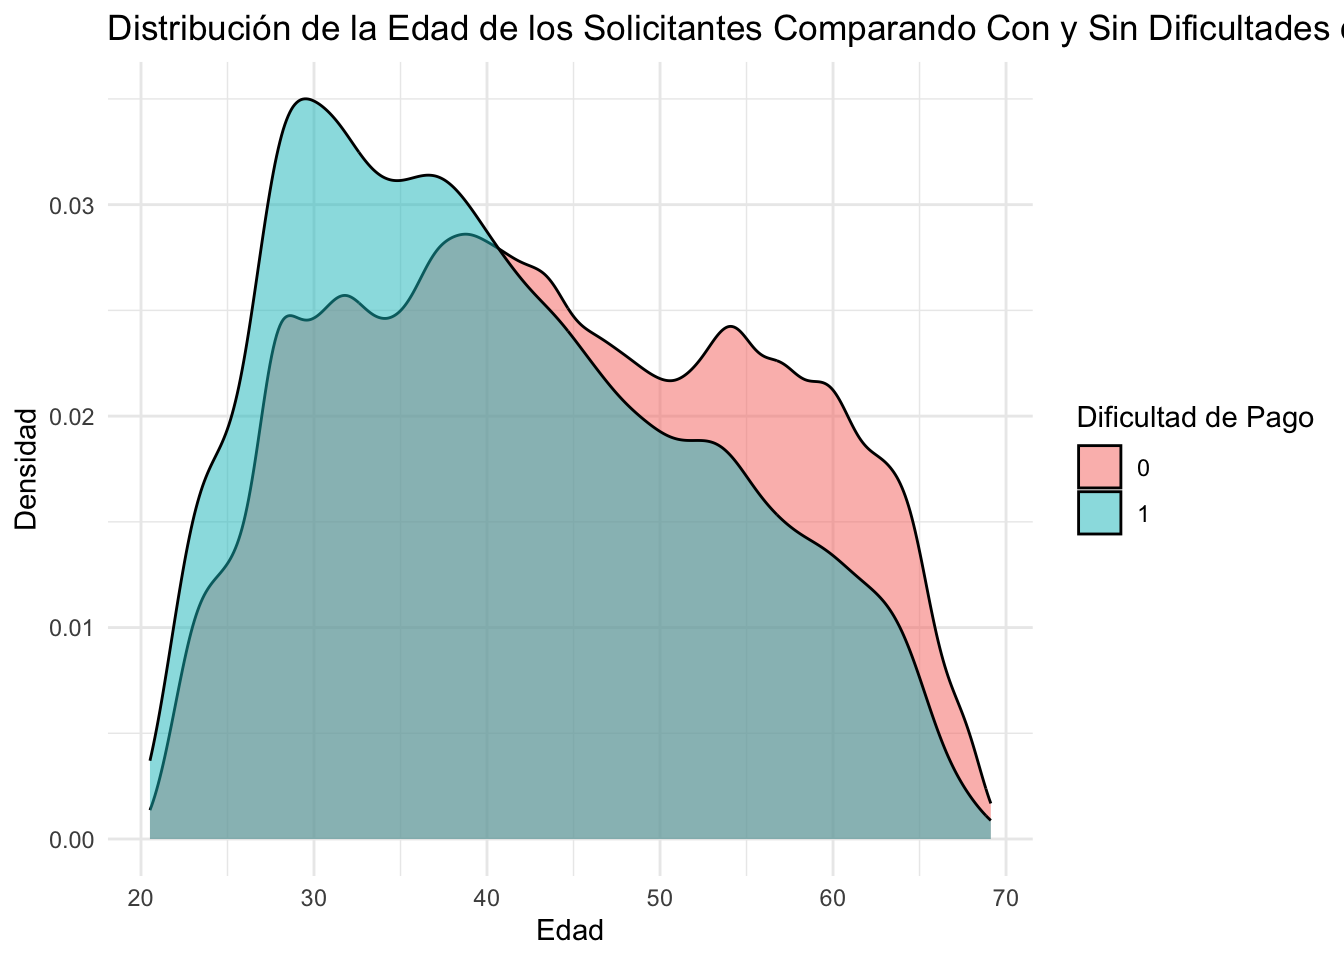 Distribución de la Edad de los Solicitantes Comparando Con y Sin Dificultades
0.03
0.02
0.01
0.00
Densidad
20 30 40 50 60 70
Edad
Dificultad de Pago
0
1